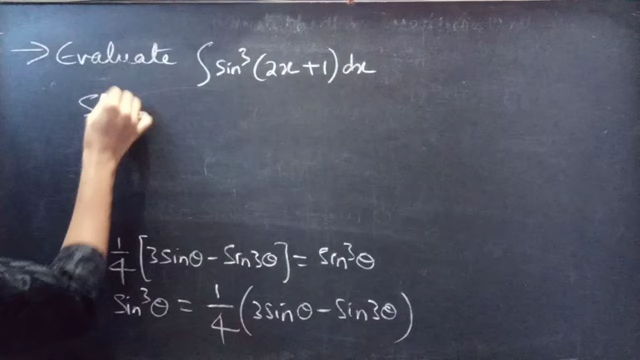 → Evaluate ∫ sin³ (2x + 1) dx
S
1/4 [3sinθ − Sin3θ] = Sin³θ
Sin³θ = 1/4 (3sinθ − sin3θ)